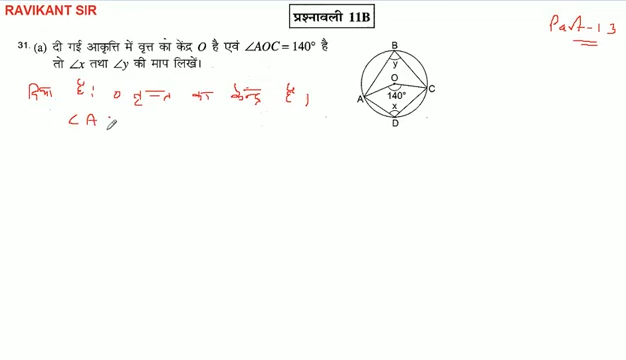 RAVIKANT SIR
प्रश्नावली 11B
Part-13
31. (a) दी गई आकृति में वृत्त का केंद्र O है एवं ∠AOC = 140° है
तो ∠x तथा ∠y की माप लिखें।
B
y
O
140°
A
C
x
D
दिया है। O वृत्त का केन्द्र है।
∠A